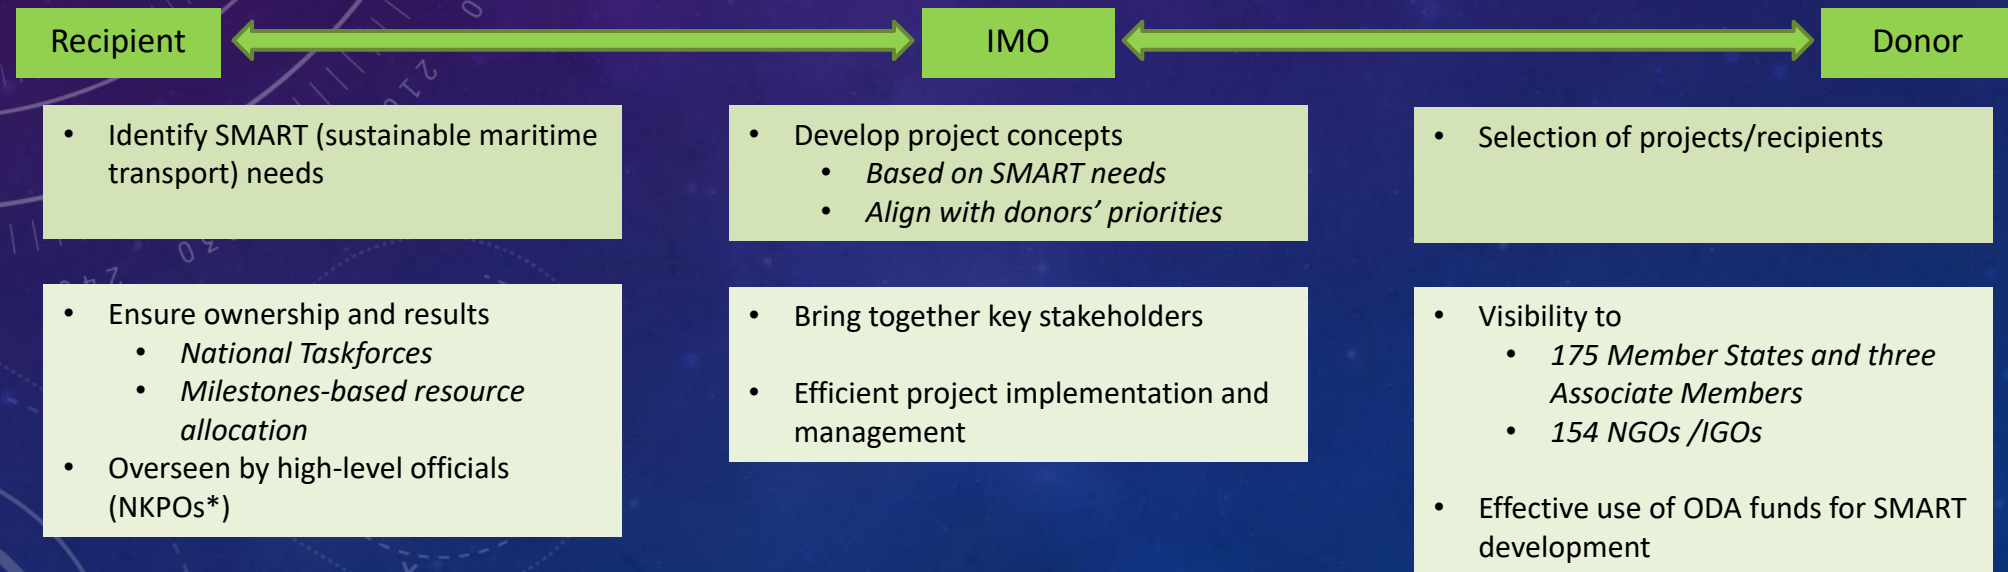 Recipient
IMO
Donor
• Identify SMART (sustainable maritime
transport) needs
• Develop project concepts
• Based on SMART needs
• Align with donors’ priorities
• Selection of projects/recipients
• Ensure ownership and results
• National Taskforces
• Milestones-based resource
allocation
• Overseen by high-level officials
(NKPOs*)
• Bring together key stakeholders
• Efficient project implementation and
management
• Visibility to
• 175 Member States and three
Associate Members
• 154 NGOs /IGOs
• Effective use of ODA funds for SMART
development